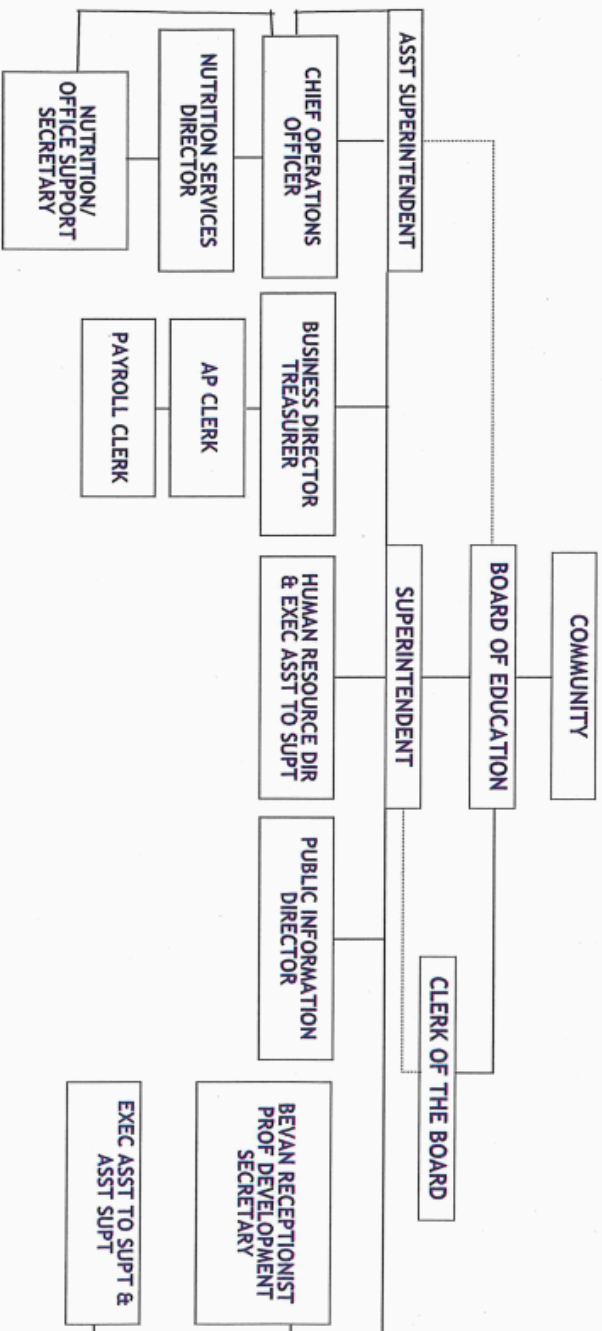 COMMUNITY
BOARD OF EDUCATION
CLERK OF THE BOARD
ASST SUPERINTENDENT
SUPERINTENDENT
CHIEF OPERATIONS
OFFICER
BUSINESS DIRECTOR
TREASURER
HUMAN RESOURCE DIR
& EXEC ASST TO SUPT
PUBLIC INFORMATION
DIRECTOR
NUTRITION SERVICES
DIRECTOR
AP CLERK
BEVAN RECEPTIONIST
PROF DEVELOPMENT
SECRETARY
NUTRITION/
OFFICE SUPPORT
SECRETARY
PAYROLL CLERK
EXEC ASST TO SUPT &
ASST SUPT